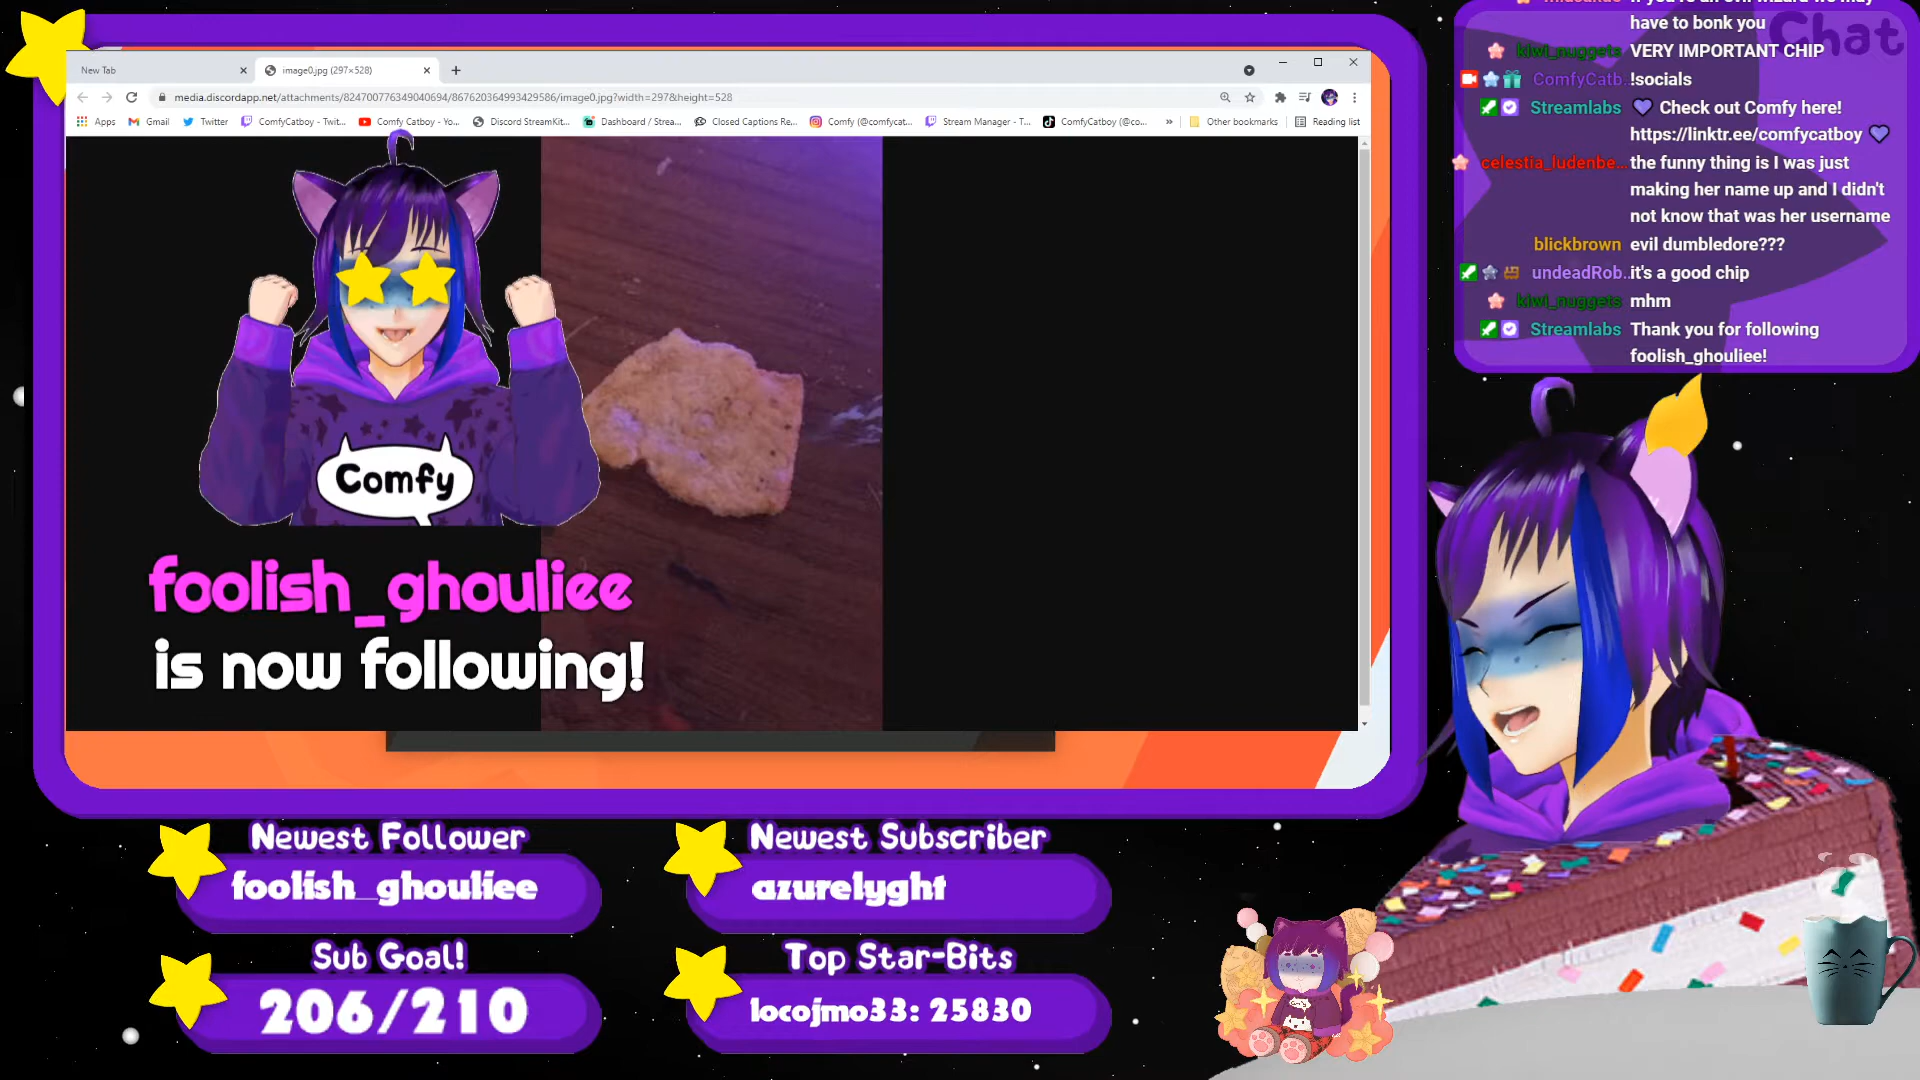 New Tab
image0.jpg (297×528)
media.discordapp.net/attachments/824700776349040694/867620364993429586/image0.jpg?width=297&height=528
Apps
Gmail
Twitter
ComfyCatboy - Twit...
Comfy Catboy - Yo...
Discord StreamKit...
Dashboard / Strea...
Closed Captions Re...
Comfy (@comfycat...
Stream Manager - T...
ComfyCatboy (@co...
»
Other bookmarks
Reading list
Comfy
foolish_ghouliee
is now following!
Chat
have to bonk you
kiwi_nuggets VERY IMPORTANT CHIP
ComfyCatb... !socials
Streamlabs Check out Comfy here!
https://linktr.ee/comfycatboy
celestia_ludenbe... the funny thing is I was just
making her name up and I didn't
not know that was her username
blickbrown evil dumbledore???
undeadRob... it's a good chip
kiwi_nuggets mhm
Streamlabs Thank you for following
foolish_ghouliee!
Newest Follower
foolish_ghouliee
Newest Subscriber
azurelyght
Sub Goal!
206/210
Top Star-Bits
locojmo33: 25830